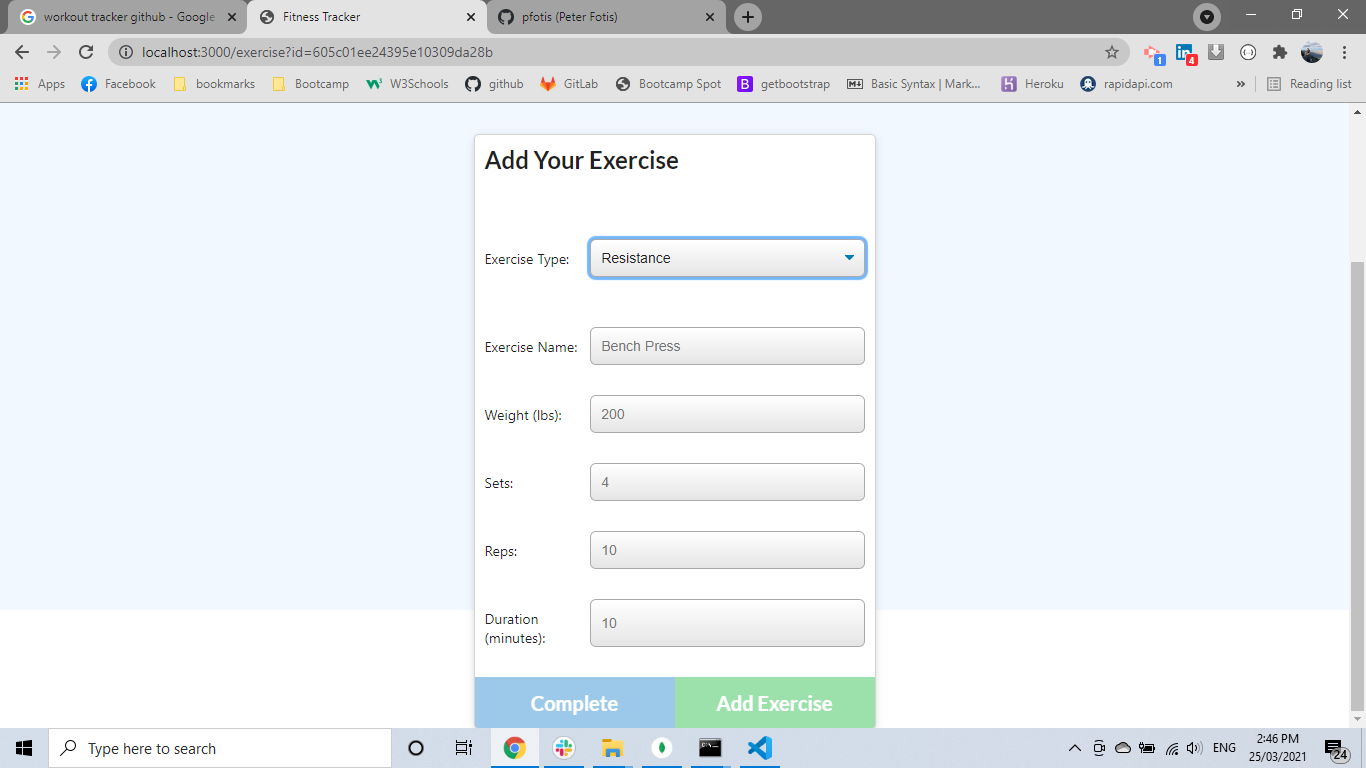 workout tracker github - Google
Fitness Tracker
pfotis (Peter Fotis)
localhost:3000/exercise?id=605c01ee24395e10309da28b
1
4
Apps
Facebook
bookmarks
Bootcamp
W3Schools
github
GitLab
Bootcamp Spot
B
getbootstrap
Basic Syntax | Mark...
Heroku
rapidapi.com
»
Reading list
Add Your Exercise
Exercise Type:
Resistance
Exercise Name:
Bench Press
Weight (lbs):
200
Sets:
4
Reps:
10
Duration
(minutes):
10
Complete
Add Exercise
Type here to search
ENG
2:46 PM
25/03/2021
24